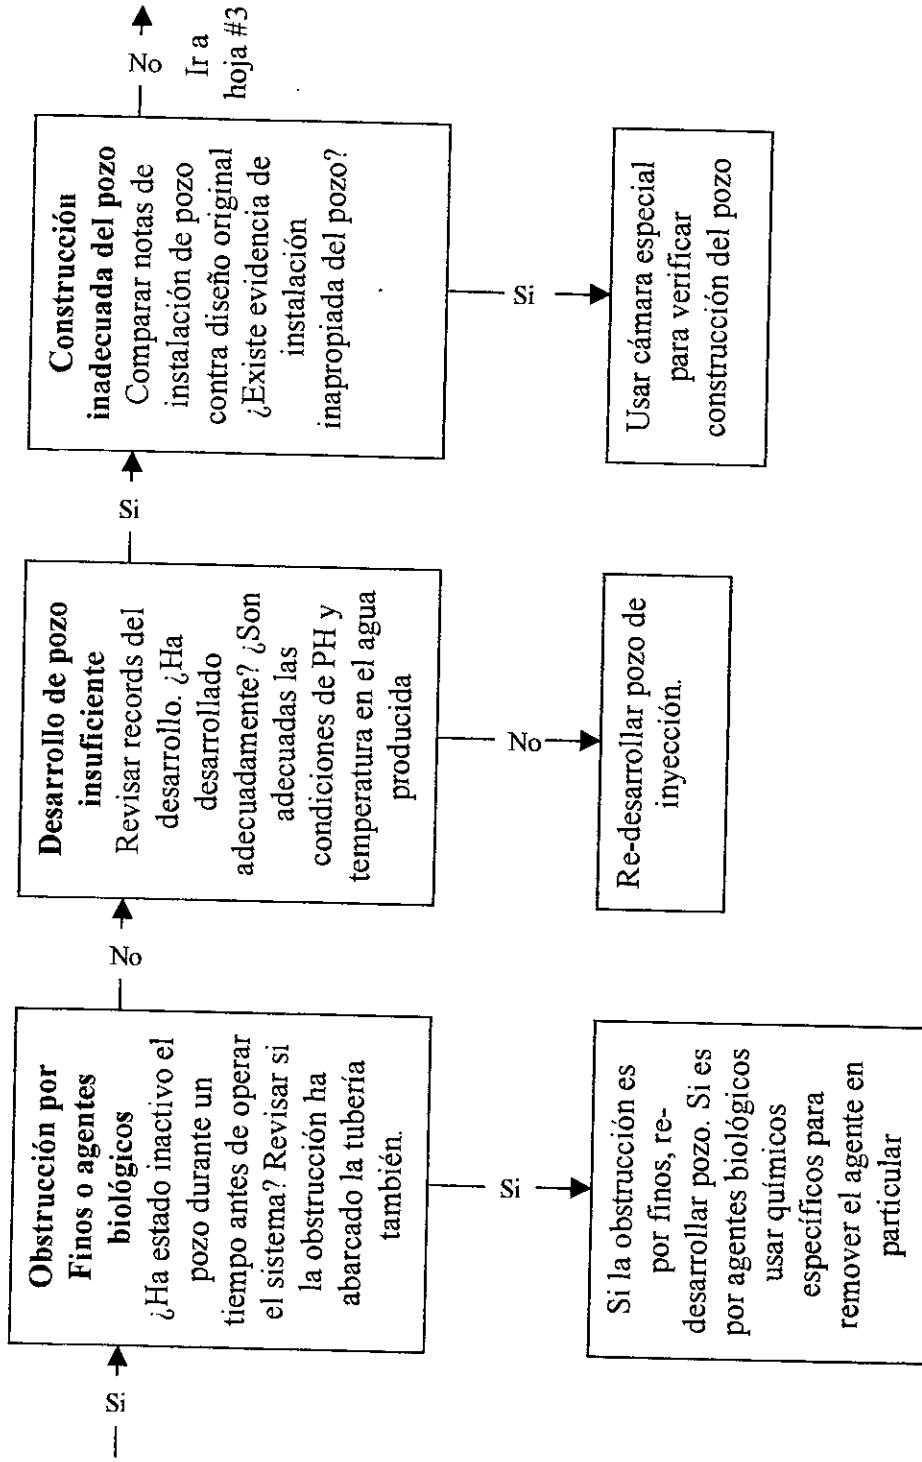 Si
Obstrucción por
Finos o agentes
biológicos
¿Ha estado inactivo el
pozo durante un
tiempo antes de operar
el sistema? Revisar si
la obstrucción ha
abarcado la tubería
también.
Si
Si la obstrucción es
por finos, re-
desarrollar pozo. Si es
por agentes biológicos
usar químicos
específicos para
remover el agente en
particular
No
Desarrollo de pozo
insuficiente
Revisar records del
desarrollo. ¿Ha
desarrollado
adecuadamente? ¿Son
adecuadas las
condiciones de PH y
temperatura en el agua
producida
No
Re-desarrollar pozo de
inyección.
Si
Construcción
inadecuada del pozo
Comparar notas de
instalación de pozo
contra diseño original
¿Existe evidencia de
instalación
inapropiada del pozo?
Si
Usar cámara especial
para verificar
construcción del pozo
No
Ir a
hoja #3